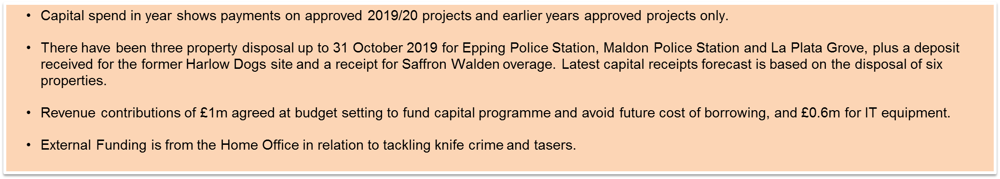 • Capital spend in year shows payments on approved 2019/20 projects and earlier years approved projects only.
• There have been three property disposal up to 31 October 2019 for Epping Police Station, Maldon Police Station and La Plata Grove, plus a deposit
received for the former Harlow Dogs site and a receipt for Saffron Walden overage. Latest capital receipts forecast is based on the disposal of six
properties.
• Revenue contributions of £1m agreed at budget setting to fund capital programme and avoid future cost of borrowing, and £0.6m for IT equipment.
• External Funding is from the Home Office in relation to tackling knife crime and tasers.